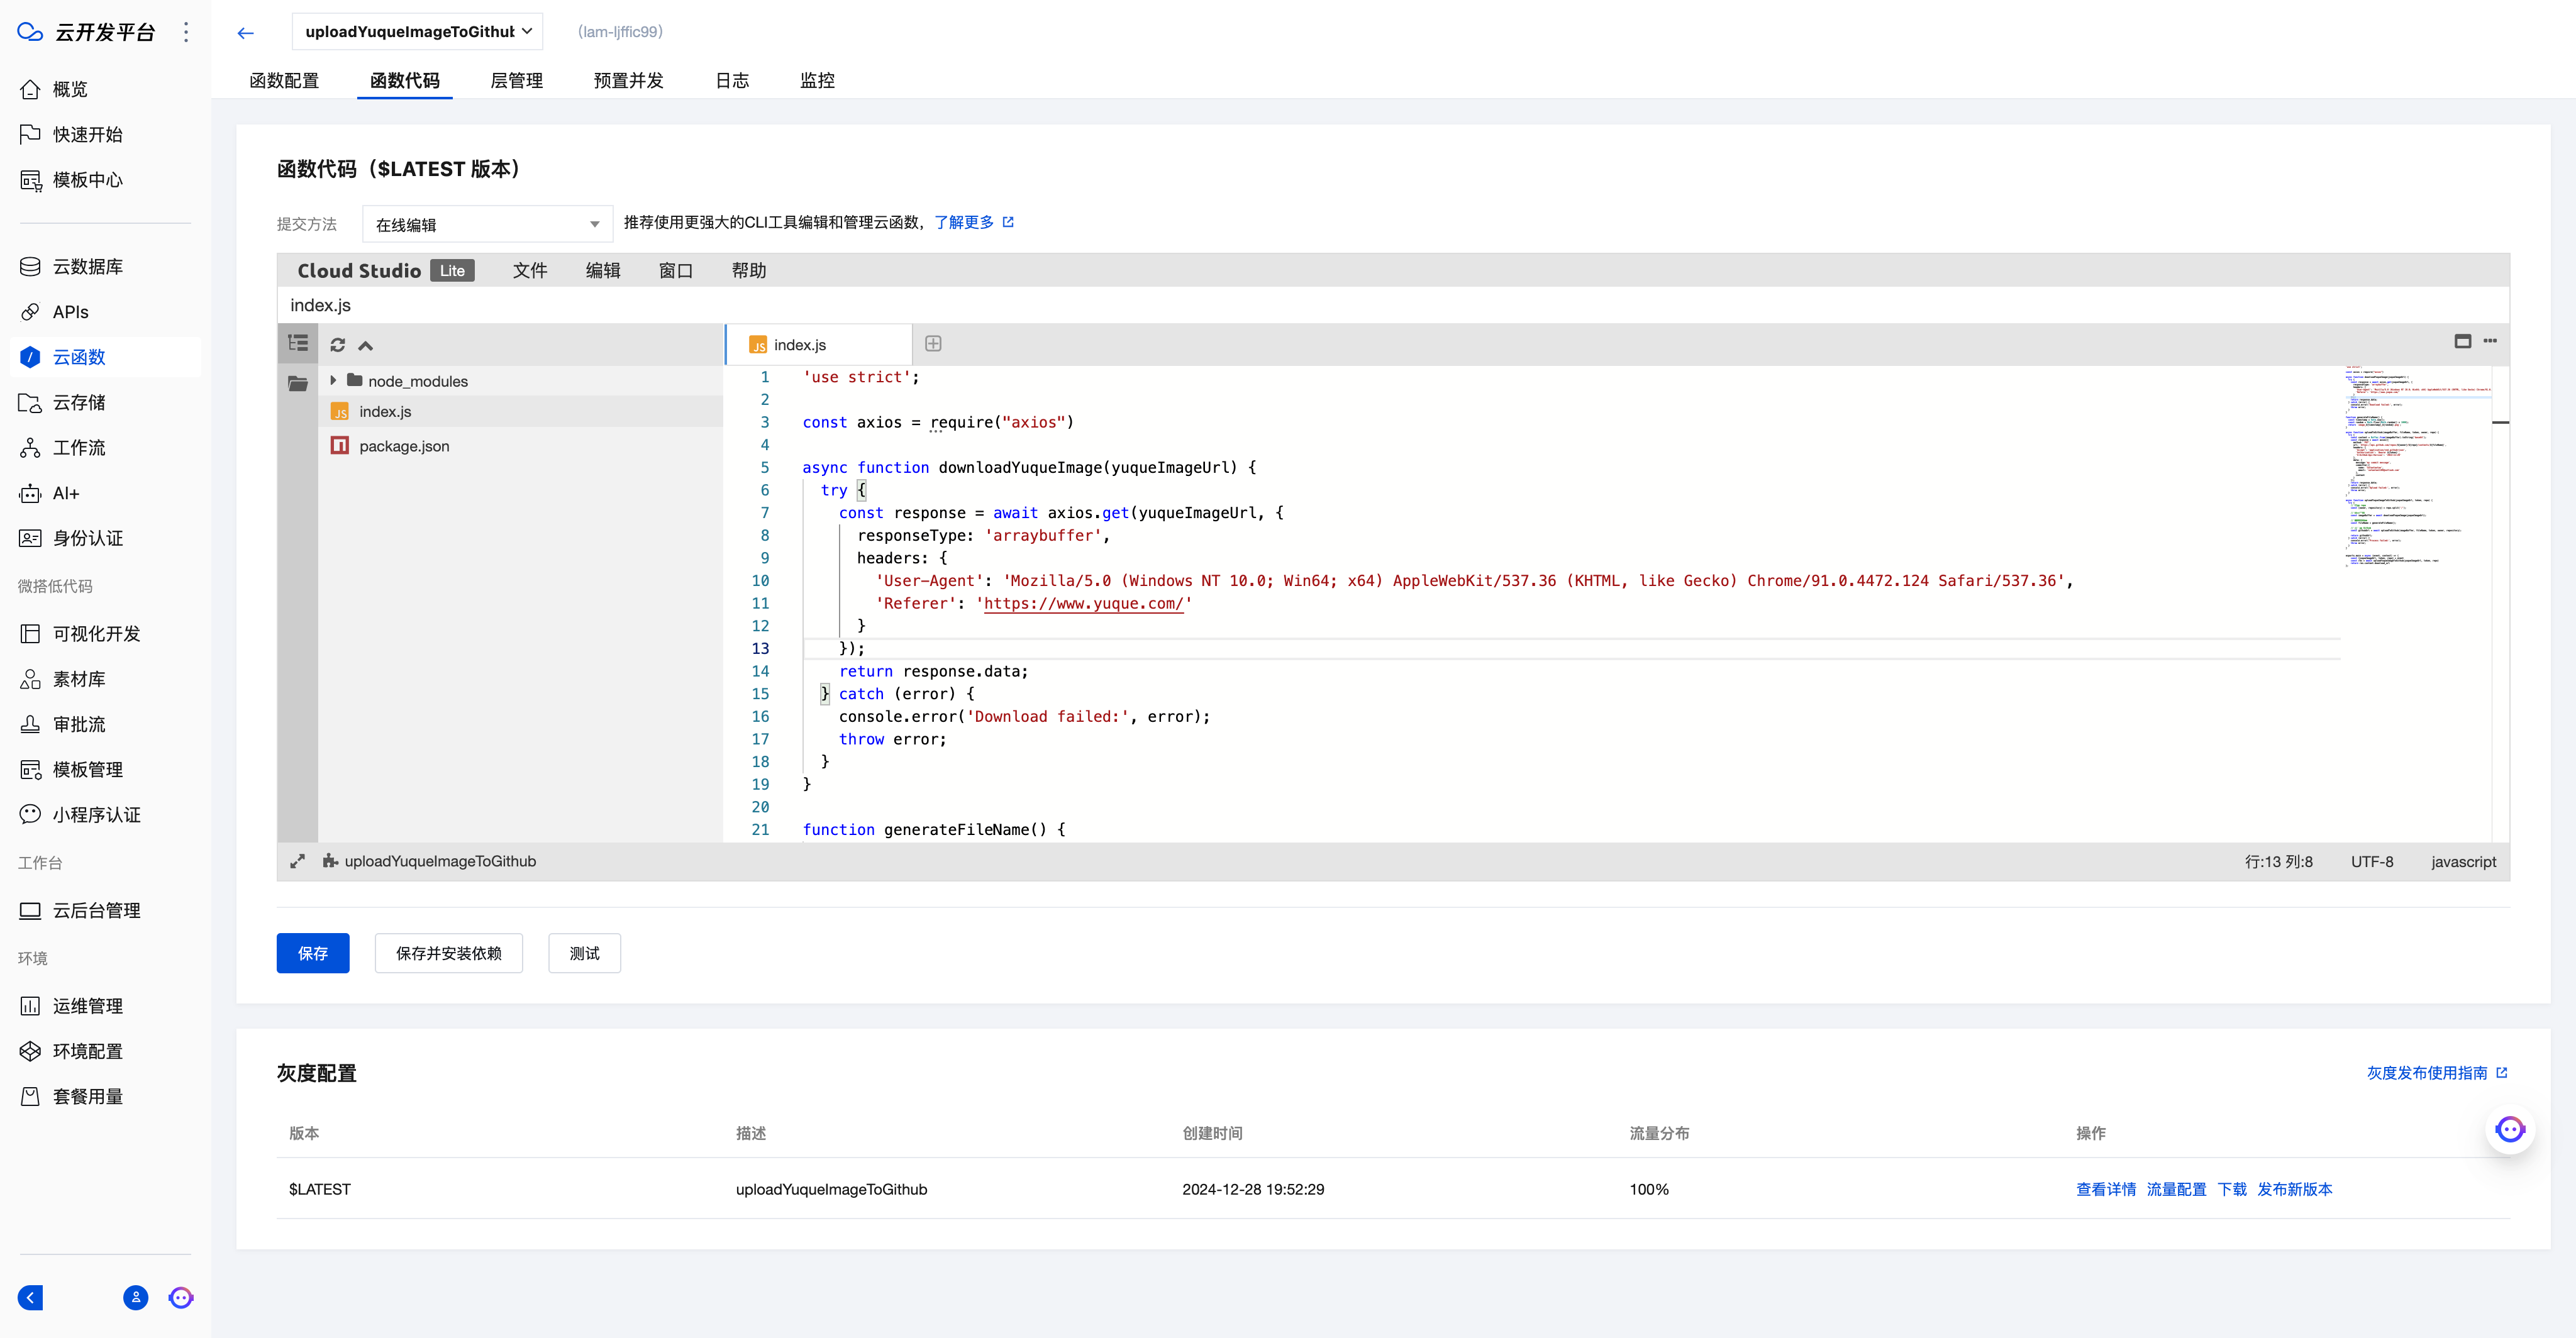 云开发平台
概览
快速开始
模板中心
云数据库
APIs
云函数
云存储
工作流
AI+
身份认证
微搭低代码
可视化开发
素材库
审批流
模板管理
小程序认证
工作台
云后台管理
环境
运维管理
环境配置
套餐用量
uploadYuqueImageToGithub (lam-ljffic99)
函数配置 函数代码 层管理 预置并发 日志 监控
函数代码（$LATEST 版本）
提交方法 在线编辑 推荐使用更强大的CLI工具编辑和管理云函数，了解更多
Cloud Studio Lite 文件 编辑 窗口 帮助
index.js
node_modules
index.js
package.json
index.js
1 'use strict';
2
3 const axios = require("axios")
4
5 async function downloadYuqueImage(yuqueImageUrl) {
6 try {
7 const response = await axios.get(yuqueImageUrl, {
8 responseType: 'arraybuffer',
9 headers: {
10 'User-Agent': 'Mozilla/5.0 (Windows NT 10.0; Win64; x64) AppleWebKit/537.36 (KHTML, like Gecko) Chrome/91.0.4472.124 Safari/537.36',
11 'Referer': 'https://www.yuque.com/'
12 }
13 });
14 return response.data;
15 } catch (error) {
16 console.error('Download failed:', error);
17 throw error;
18 }
19 }
20
21 function generateFileName() {
uploadYuqueImageToGithub 行:13 列:8 UTF-8 javascript
保存 保存并安装依赖 测试
灰度配置 灰度发布使用指南
版本 描述 创建时间 流量分布 操作
$LATEST uploadYuqueImageToGithub 2024-12-28 19:52:29 100% 查看详情 流量配置 下载 发布新版本